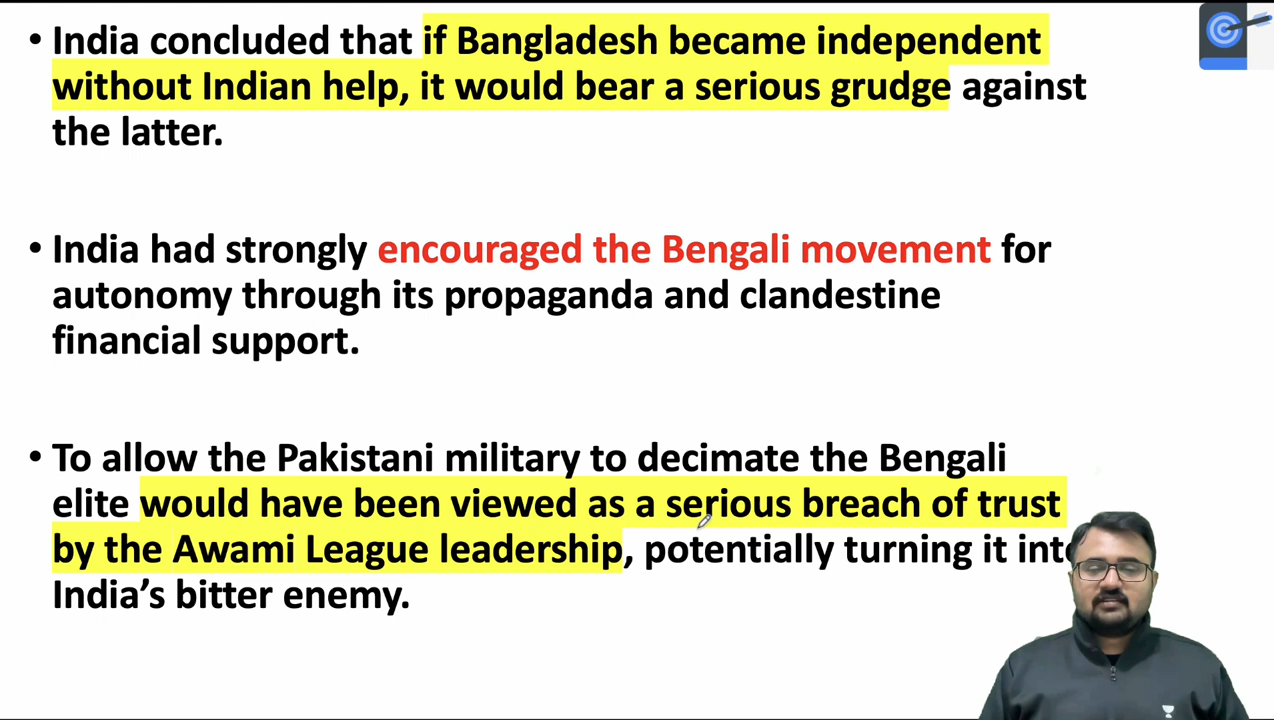 • India concluded that if Bangladesh became independent
without Indian help, it would bear a serious grudge against
the latter.
• India had strongly encouraged the Bengali movement for
autonomy through its propaganda and clandestine
financial support.
• To allow the Pakistani military to decimate the Bengali
elite would have been viewed as a serious breach of trust
by the Awami League leadership, potentially turning it into
India’s bitter enemy.